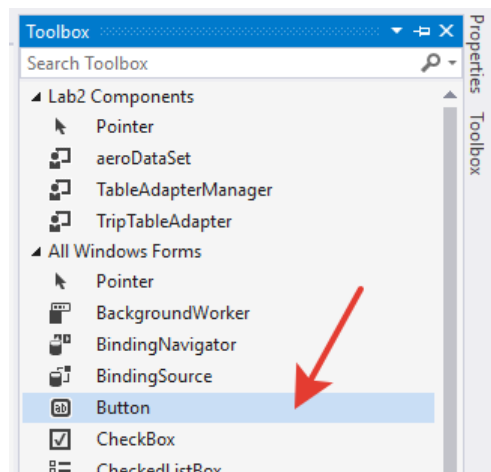 Toolbox
Search Toolbox
Lab2 Components
Pointer
aeroDataSet
TableAdapterManager
TripTableAdapter
All Windows Forms
Pointer
BackgroundWorker
BindingNavigator
BindingSource
Button
CheckBox
CheckedListBox
Properties
Toolbox